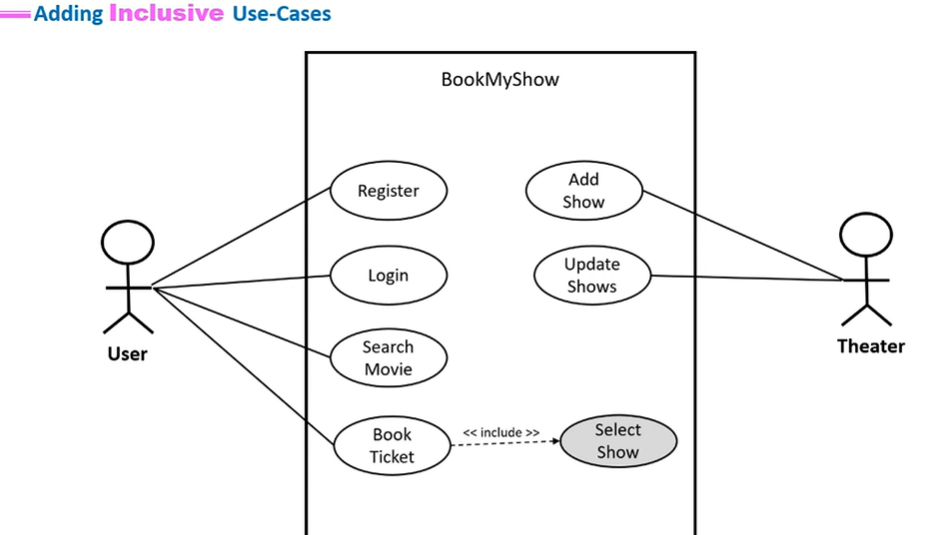 Adding Inclusive Use-Cases
BookMyShow
Register
Add
Show
Login
Update
Shows
User
Search
Movie
Theater
Book
Ticket
<< include >>
Select
Show